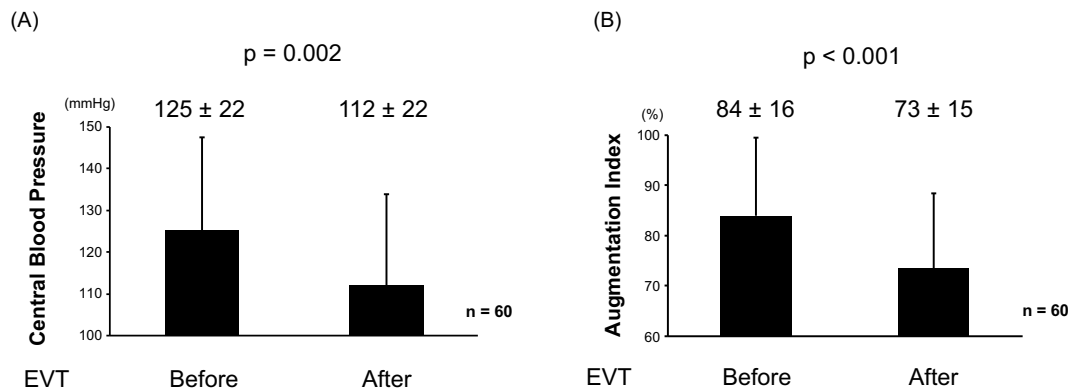 (A)
p = 0.002
(mmHg)
125 ± 22
112 ± 22
Central Blood Pressure
150
140
130
120
110
100
n = 60
EVT
Before
After
(B)
p < 0.001
(%)
84 ± 16
73 ± 15
Augmentation Index
100
90
80
70
60
n = 60
EVT
Before
After